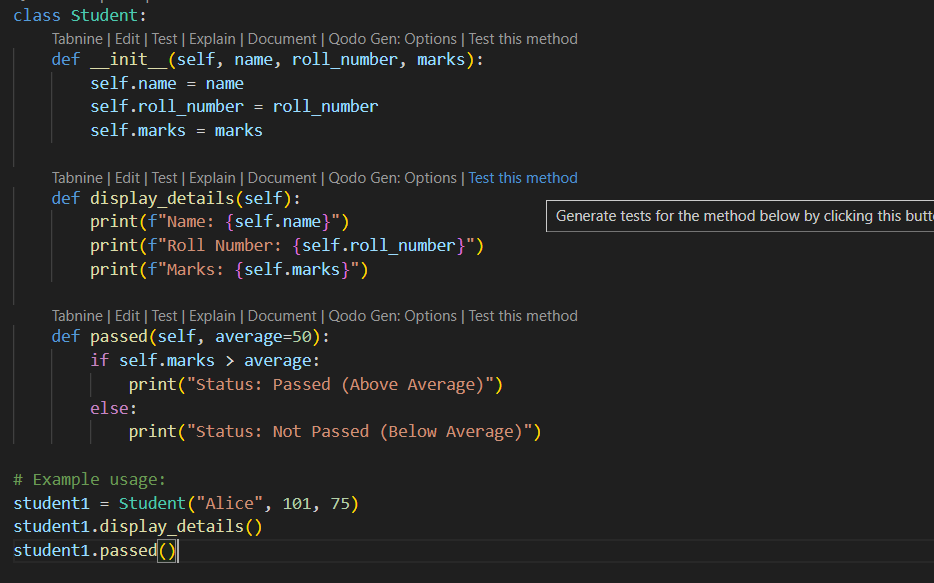 class Student:
    Tabnine | Edit | Test | Explain | Document | Qodo Gen: Options | Test this method
    def __init__(self, name, roll_number, marks):
        self.name = name
        self.roll_number = roll_number
        self.marks = marks
    Tabnine | Edit | Test | Explain | Document | Qodo Gen: Options | Test this method
    def display_details(self):
Generate tests for the method below by clicking this
        print(f"Name: {self.name}")
        print(f"Roll Number: {self.roll_number}")
        print(f"Marks: {self.marks}")
    Tabnine | Edit | Test | Explain | Document | Qodo Gen: Options | Test this method
    def passed(self, average=50):
        if self.marks > average:
            print("Status: Passed (Above Average)")
        else:
            print("Status: Not Passed (Below Average)")
# Example usage:
student1 = Student("Alice", 101, 75)
student1.display_details()
student1.passed()